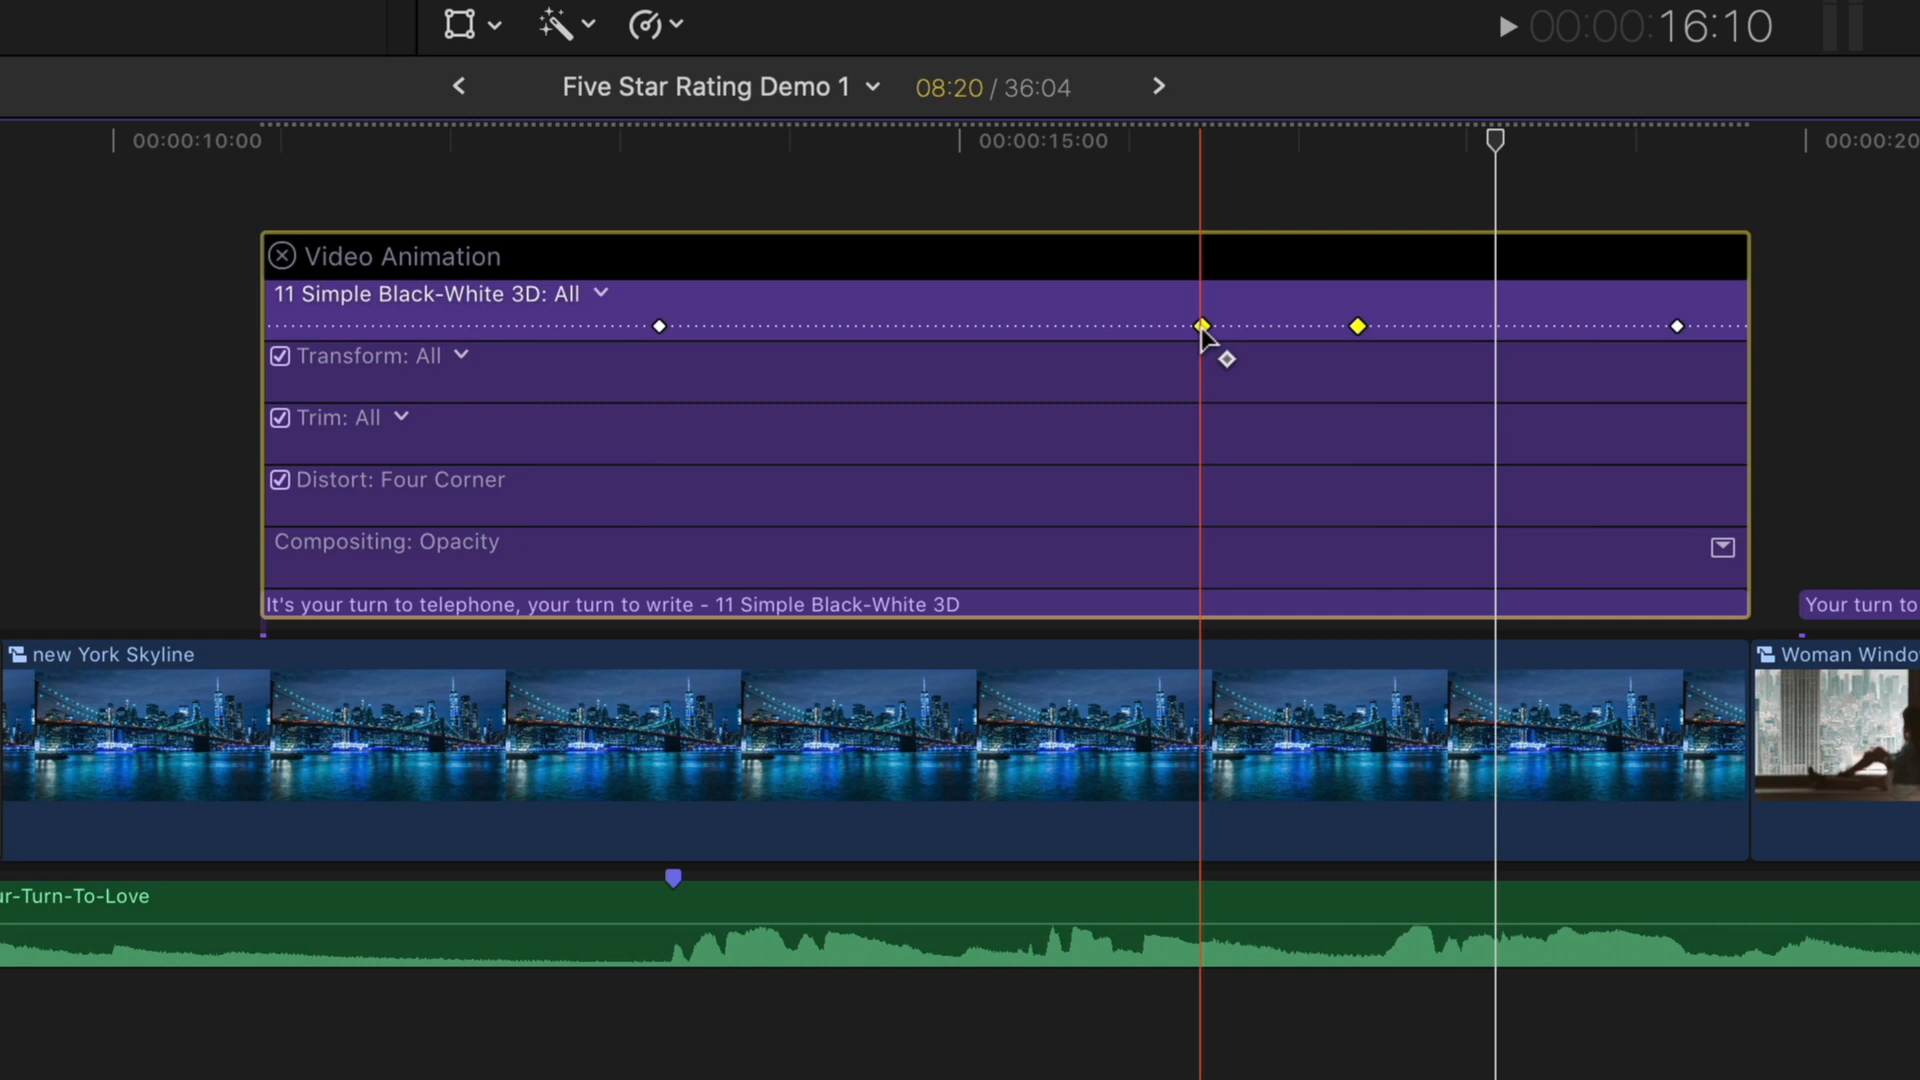 00:00:16:10
Five Star Rating Demo 1
08:20 / 36:04
00:00:10:00
00:00:15:00
00:00:20
Video Animation
11 Simple Black-White 3D: All
Transform: All
Trim: All
Distort: Four Corner
Compositing: Opacity
It's your turn to telephone, your turn to write - 11 Simple Black-White 3D
Your turn to
new York Skyline
Woman Windo
ur-Turn-To-Love